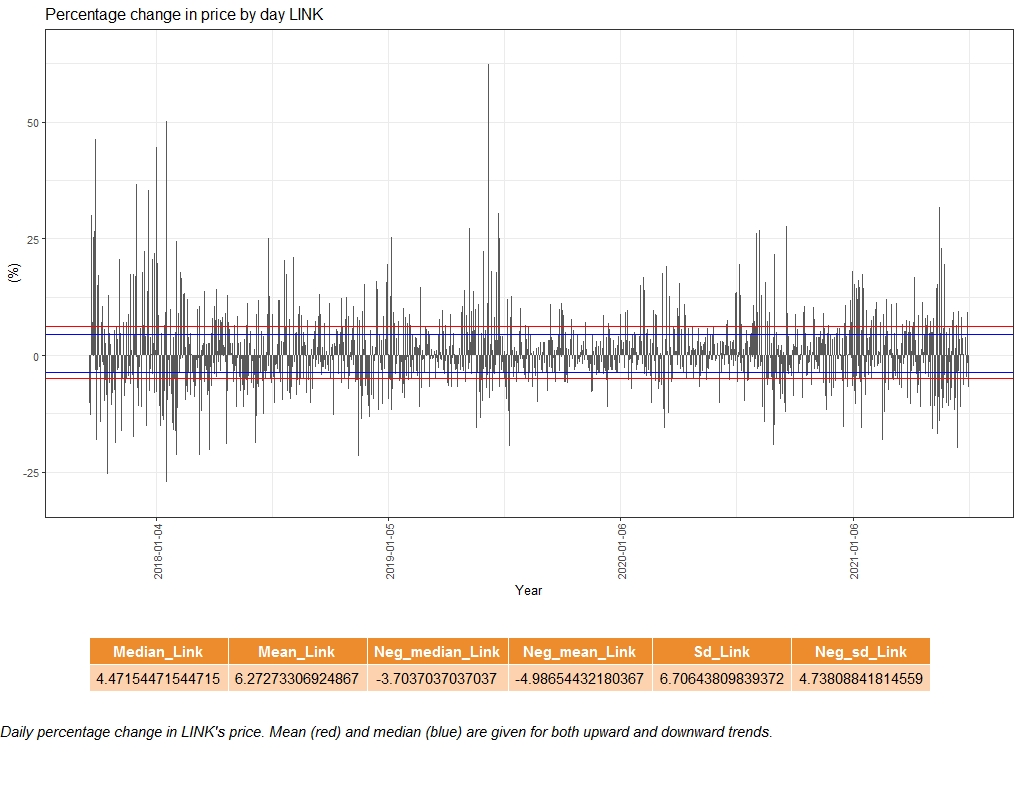 Percentage change in price by day LINK
50
25
0
-25
(%)
2018-01-04
2019-01-05
2020-01-06
2021-01-06
Year
Median_Link Mean_Link Neg_median_Link Neg_mean_Link Sd_Link Neg_sd_Link
4.47154471544715 6.27273306924867 -3.7037037037037 -4.98654432180367 6.70643809839372 4.73808841814559
Daily percentage change in LINK's price. Mean (red) and median (blue) are given for both upward and downward trends.